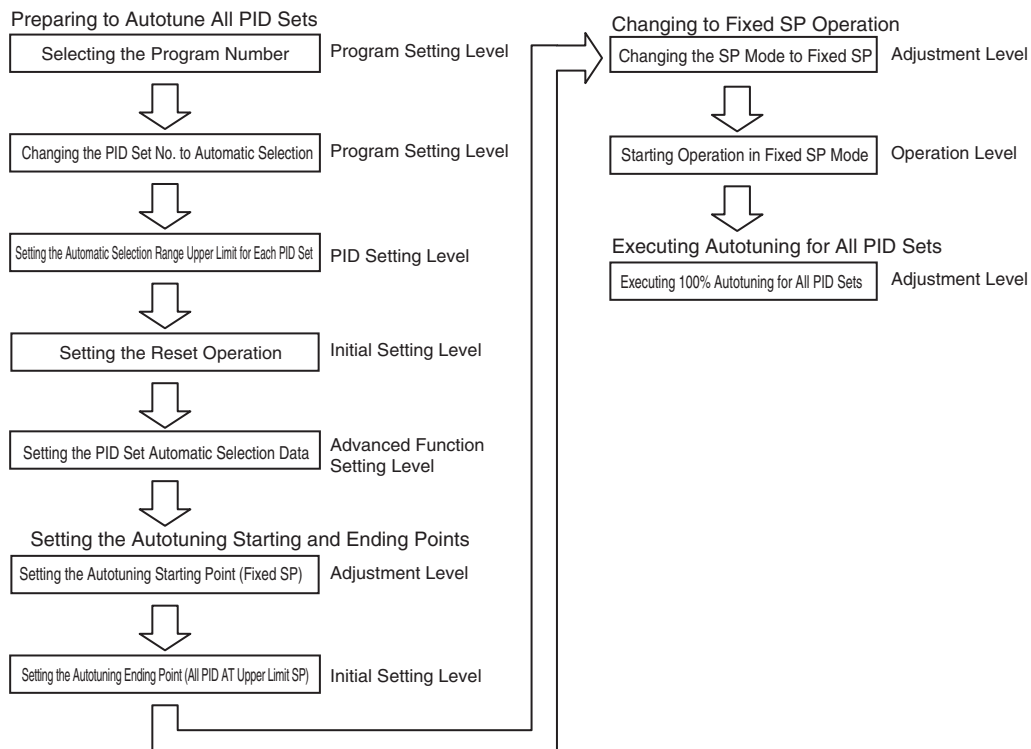 Preparing to Autotune All PID Sets
Selecting the Program Number
Program Setting Level
Changing the PID Set No. to Automatic Selection
Program Setting Level
Setting the Automatic Selection Range Upper Limit for Each PID Set
PID Setting Level
Setting the Reset Operation
Initial Setting Level
Setting the PID Set Automatic Selection Data
Advanced Function
Setting Level
Setting the Autotuning Starting and Ending Points
Setting the Autotuning Starting Point (Fixed SP)
Adjustment Level
Setting the Autotuning Ending Point (All PID AT Upper Limit SP)
Initial Setting Level
Changing to Fixed SP Operation
Changing the SP Mode to Fixed SP
Adjustment Level
Starting Operation in Fixed SP Mode
Operation Level
Executing Autotuning for All PID Sets
Executing 100% Autotuning for All PID Sets
Adjustment Level